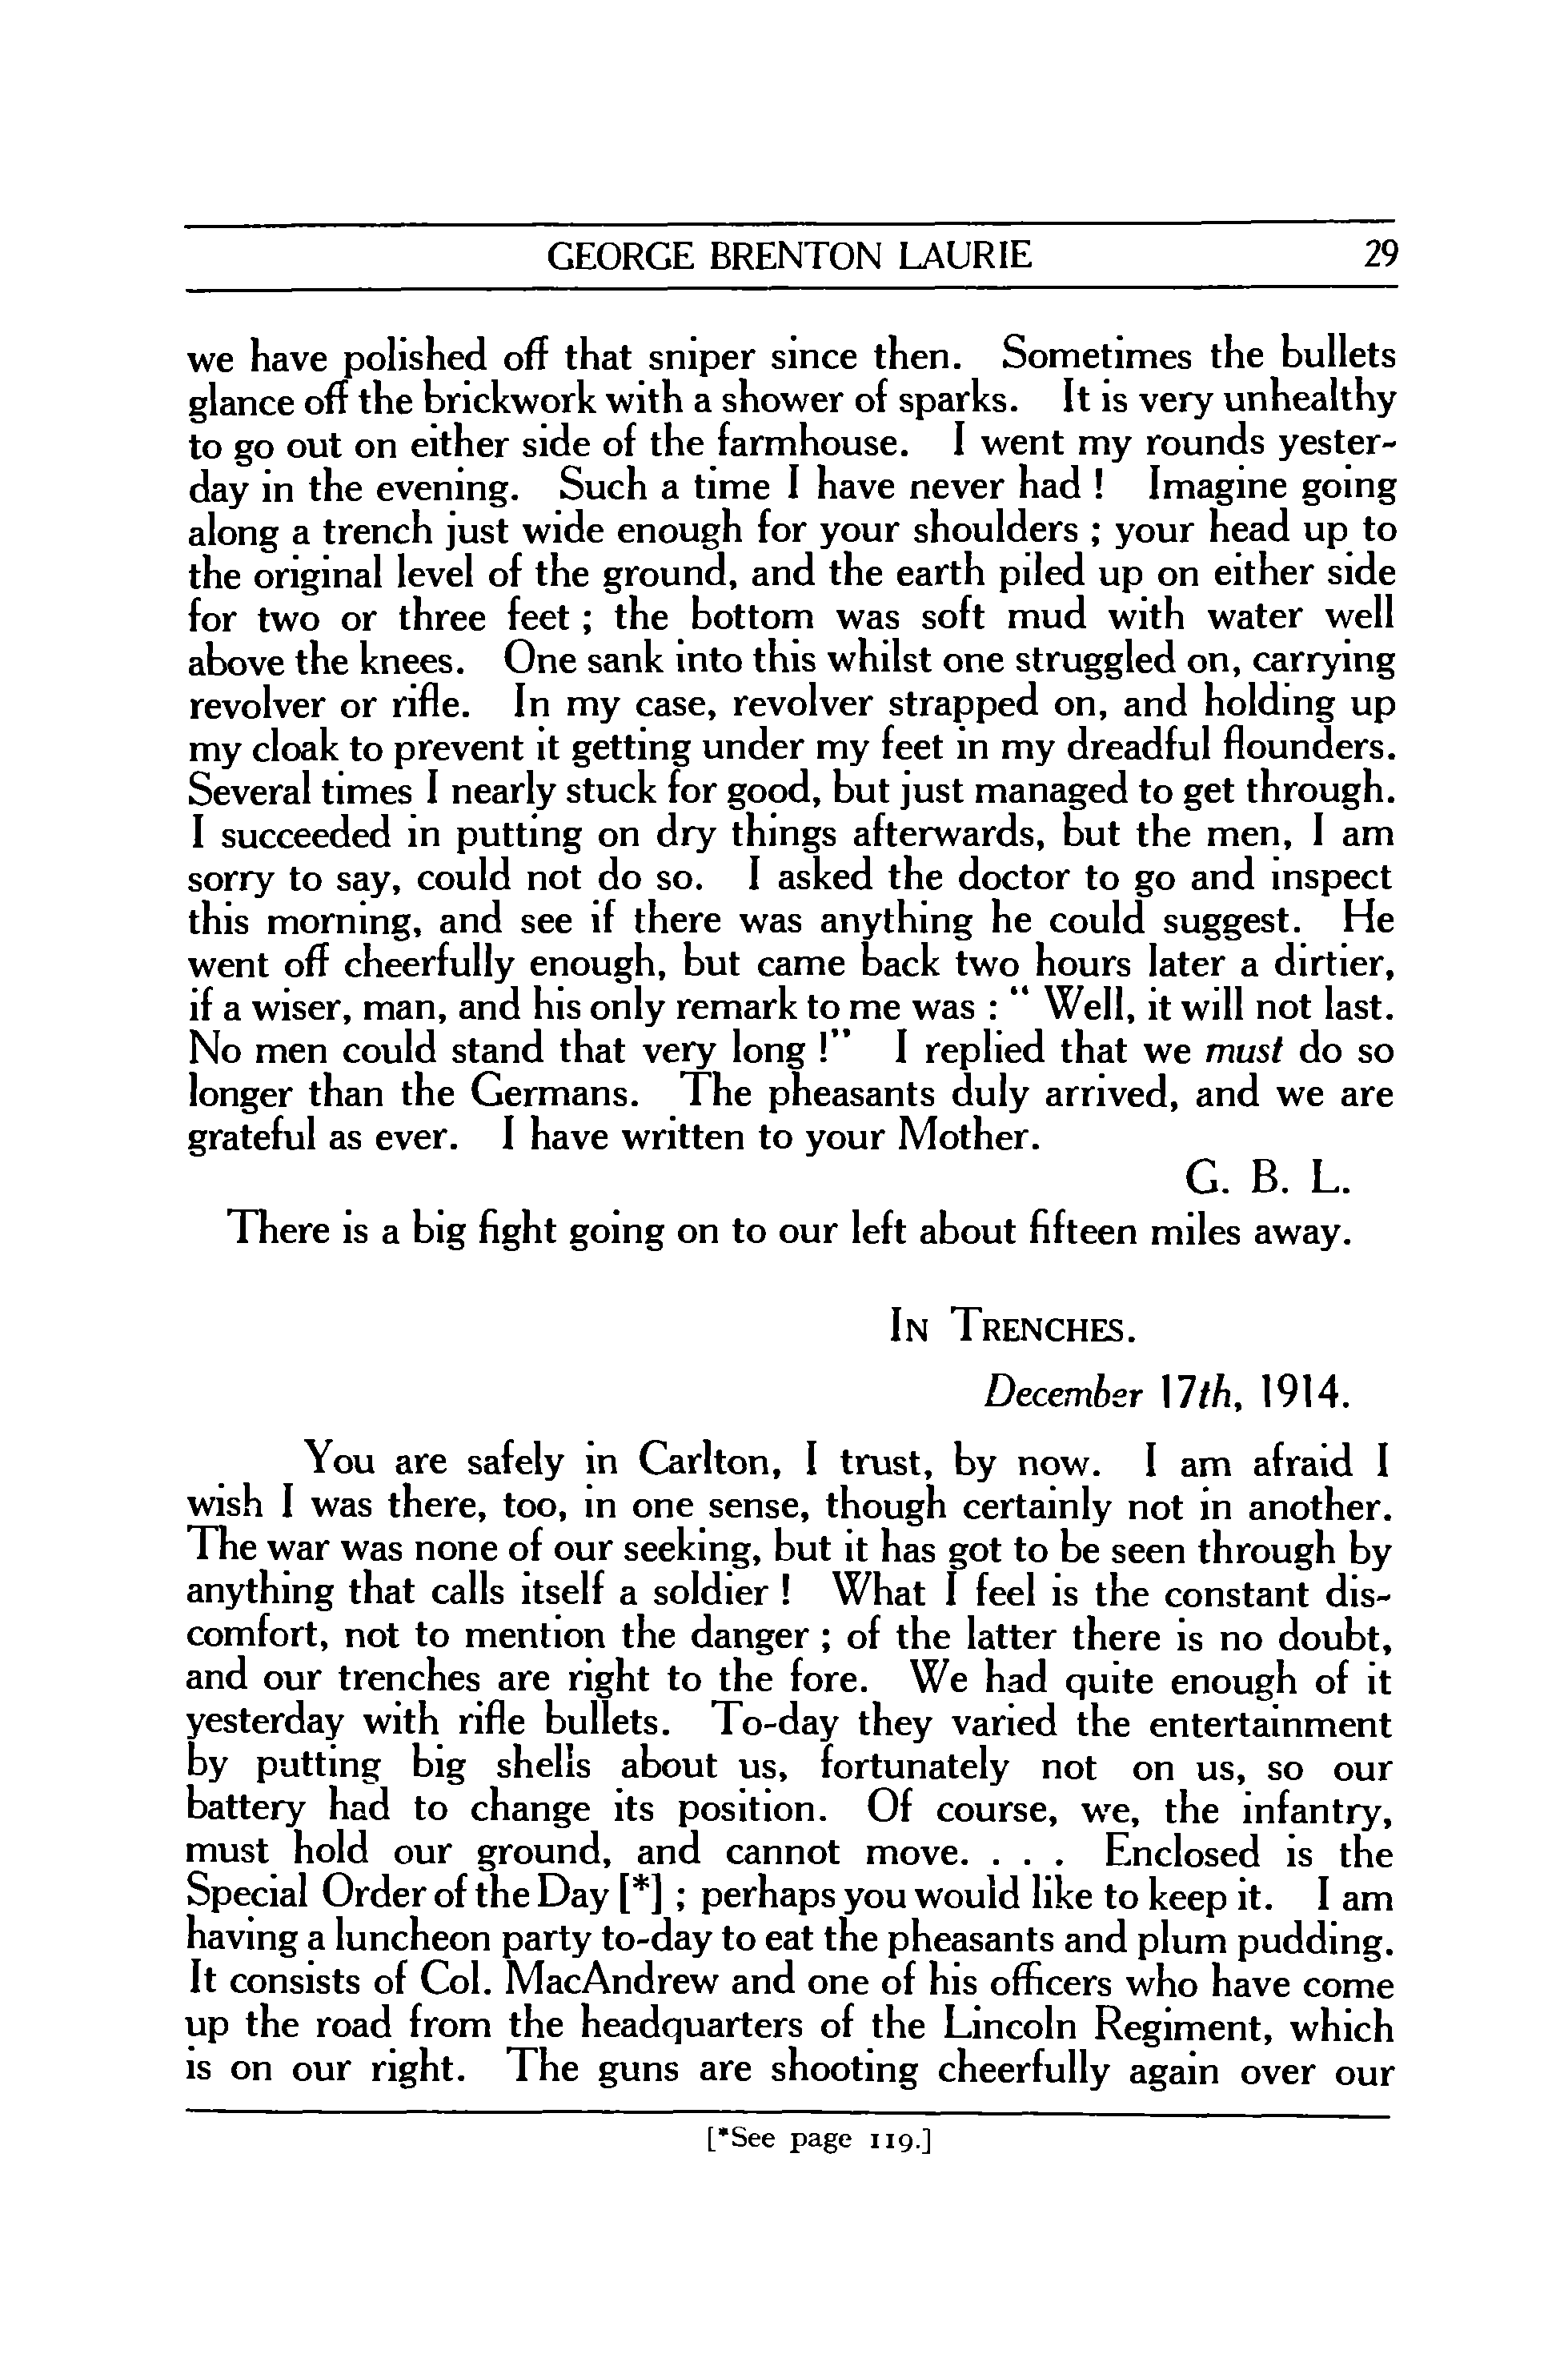 GEORGE BRENTON LAURIE 29
we have polished off that sniper since then. Sometimes the bullets
glance off the brickwork with a shower of sparks. It is very unhealthy
to go out on either side of the farmhouse. I went my rounds yester-
day in the evening. Such a time I have never had ! Imagine going
along a trench just wide enough for your shoulders ; your head up to
the original level of the ground, and the earth piled up on either side
for two or three feet ; the bottom was soft mud with water well
above the knees. One sank into this whilst one struggled on, carrying
revolver or rifle. In my case, revolver strapped on, and holding up
my cloak to prevent it getting under my feet in my dreadful flounders.
Several times I nearly stuck for good, but just managed to get through.
I succeeded in putting on dry things afterwards, but the men, I am
sorry to say, could not do so. I asked the doctor to go and inspect
this morning, and see if there was anything he could suggest. He
went off cheerfully enough, but came back two hours later a dirtier,
if a wiser, man, and his only remark to me was : “ Well, it will not last.
No men could stand that very long !” I replied that we must do so
longer than the Germans. The pheasants duly arrived, and we are
grateful as ever. I have written to your Mother.
G. B. L.
There is a big fight going on to our left about fifteen miles away.
IN TRENCHES.
December 17th, 1914.
You are safely in Carlton, I trust, by now. I am afraid I
wish I was there, too, in one sense, though certainly not in another.
The war was none of our seeking, but it has got to be seen through by
anything that calls itself a soldier ! What I feel is the constant dis-
comfort, not to mention the danger ; of the latter there is no doubt,
and our trenches are right to the fore. We had quite enough of it
yesterday with rifle bullets. To-day they varied the entertainment
by putting big shells about us, fortunately not on us, so our
battery had to change its position. Of course, we, the infantry,
must hold our ground, and cannot move. . . . Enclosed is the
Special Order of the Day [*] ; perhaps you would like to keep it. I am
having a luncheon party to-day to eat the pheasants and plum pudding.
It consists of Col. MacAndrew and one of his officers who have come
up the road from the headquarters of the Lincoln Regiment, which
is on our right. The guns are shooting cheerfully again over our
[*See page 119.]